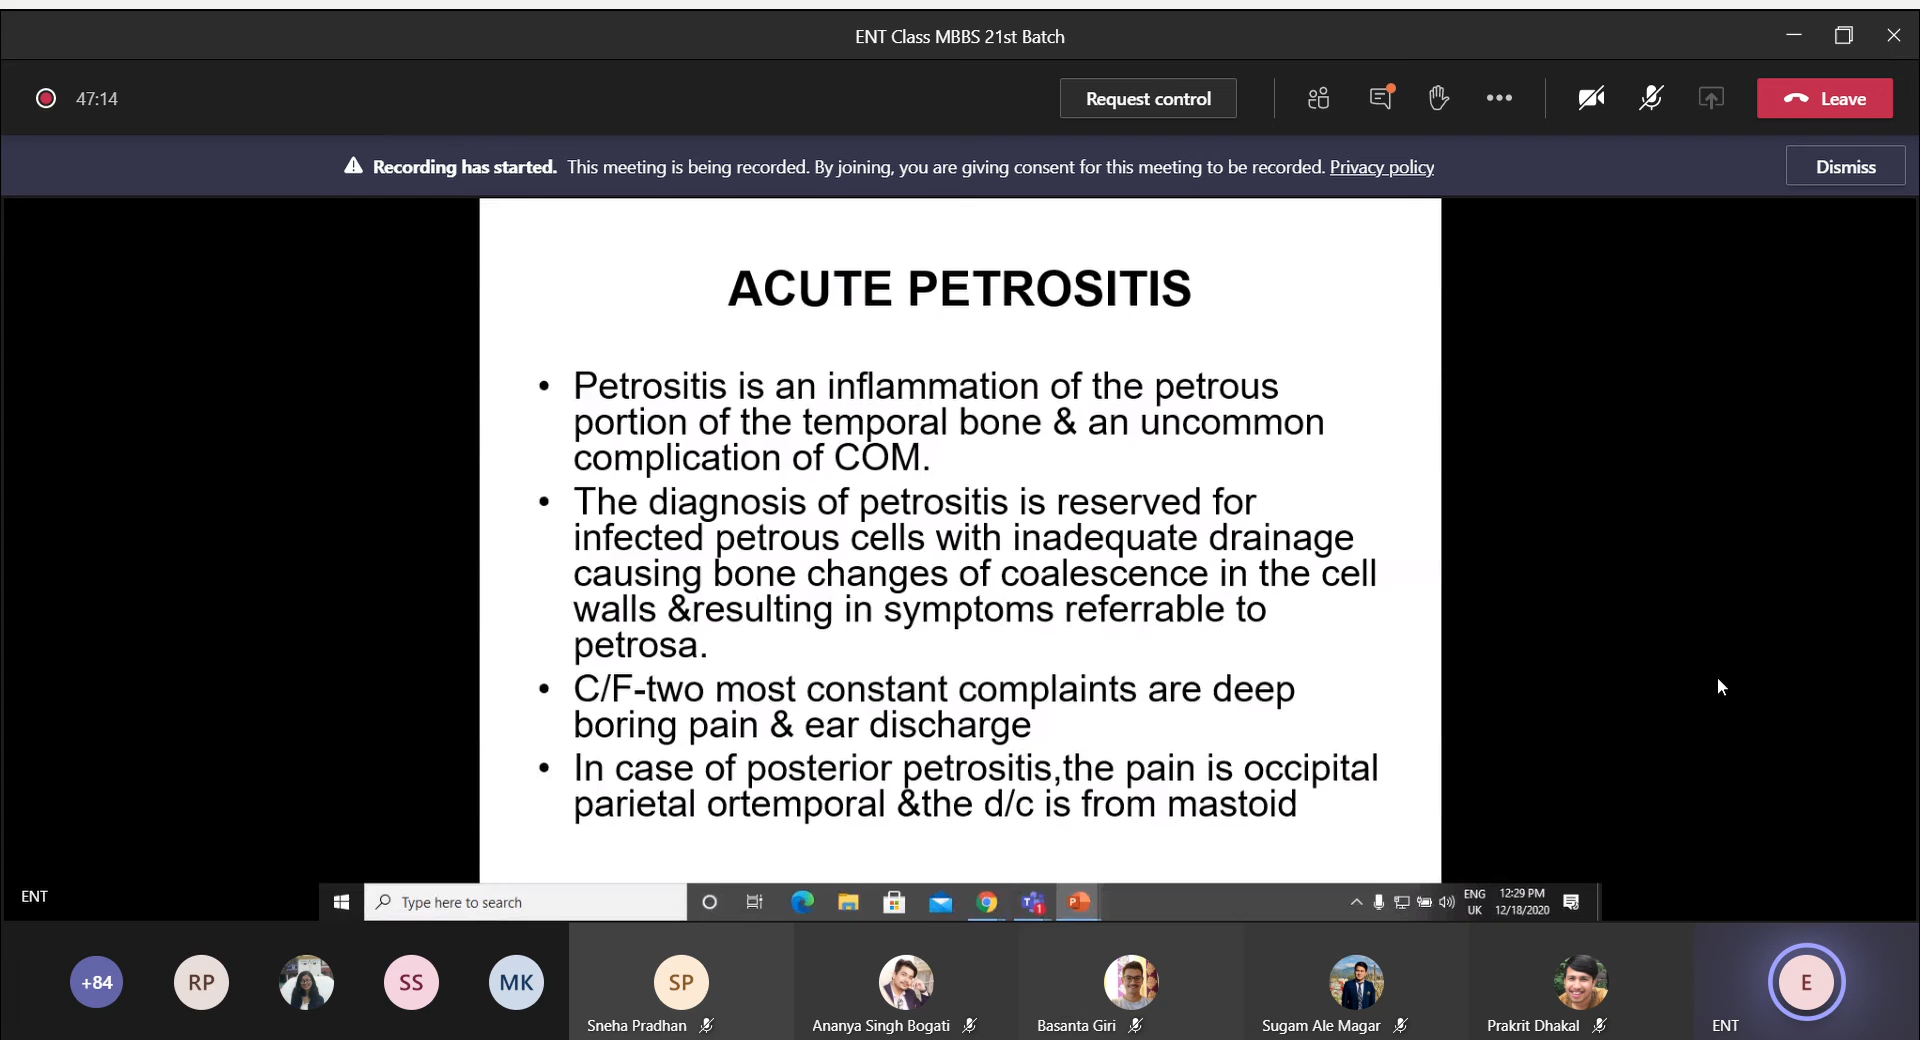 ENT Class MBBS 21st Batch
47:14
Request control
Leave
Recording has started. This meeting is being recorded. By joining, you are giving consent for this meeting to be recorded. Privacy policy
Dismiss
ACUTE PETROSITIS
• Petrositis is an inflammation of the petrous
portion of the temporal bone & an uncommon
complication of COM.
• The diagnosis of petrositis is reserved for
infected petrous cells with inadequate drainage
causing bone changes of coalescence in the cell
walls &resulting in symptoms referrable to
petrosa.
• C/F-two most constant complaints are deep
boring pain & ear discharge
• In case of posterior petrositis,the pain is occipital
parietal ortemporal &the d/c is from mastoid
ENT
Type here to search
ENG
UK
12:29 PM
12/18/2020
+84
RP
SS
MK
SP
E
Sneha Pradhan
Ananya Singh Bogati
Basanta Giri
Sugam Ale Magar
Prakrit Dhakal
ENT